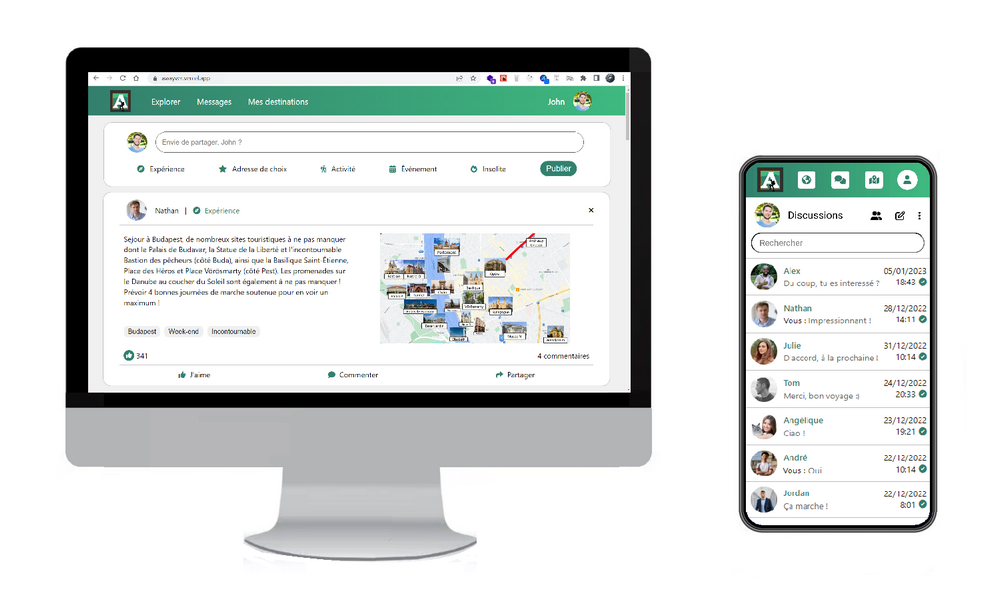 Explorer Messages Mes destinations John
Envie de partager, John ?
Expérience Adresse de choix Activité Événement Insolite Publier
Nathan | Expérience
Sejour à Budapest, de nombreux sites touristiques à ne pas manquer
dont le Palais de Budavar, la Statue de la Liberté et l'incontournable
Bastion des pêcheurs (côté Buda), ainsi que la Basilique Saint-Étienne,
Place des Héros et Place Vörösmarty (côté Pest). Les promenades sur
le Danube au coucher du Soleil sont également à ne pas manquer !
Prévoir 4 bonnes journées de marche soutenue pour en voir un
maximum !
Budapest Week-end Incontournable
341
4 commentaires
J'aime Commenter Partager
Discussions
Rechercher
Alex 05/01/2023
Du coup, tu es interessé ? 18:43
Nathan 28/12/2022
Vous : Impressionnant ! 14:11
Julie 31/12/2022
D'accord, à la prochaine ! 10:14
Tom 24/12/2022
Merci, bon voyage :) 20:33
Angélique 23/12/2022
Ciao ! 19:21
André 22/12/2022
Vous : Oui 10:14
Jordan 22/12/2022
Ça marche ! 8:01